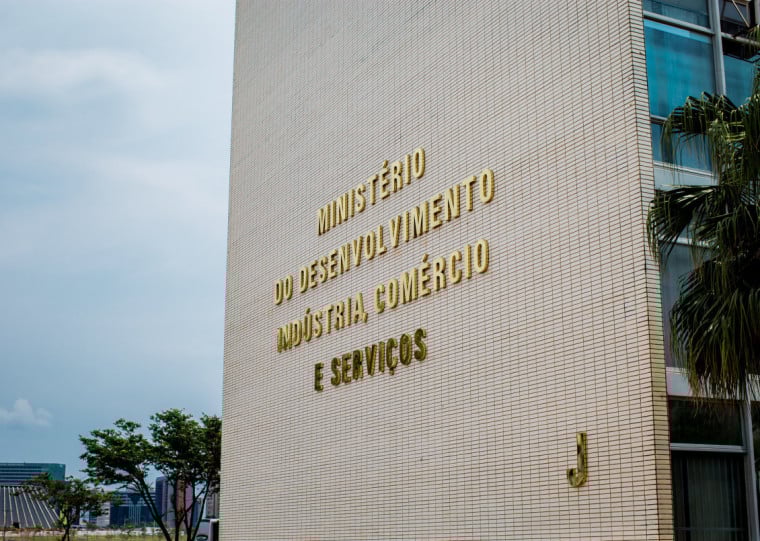 MINISTÉRIO
DO DESENVOLVIMENTO
INDÚSTRIA, COMÉRCIO
E SERVIÇOS
J